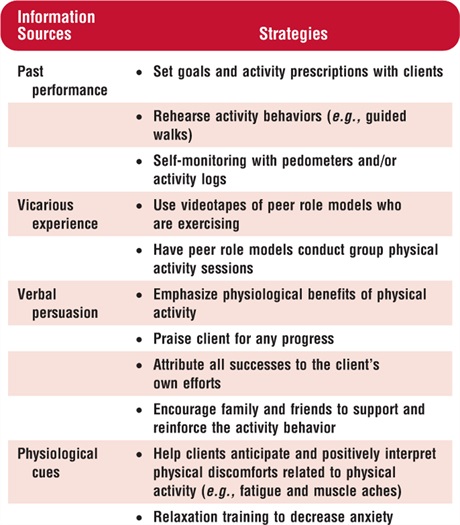 Information
Sources
Strategies
Past
performance
• Set goals and activity prescriptions with clients
• Rehearse activity behaviors (e.g., guided
walks)
• Self-monitoring with pedometers and/or
activity logs
Vicarious
experience
• Use videotapes of peer role models who
are exercising
• Have peer role models conduct group physical
activity sessions
Verbal
persuasion
• Emphasize physiological benefits of physical
activity
• Praise client for any progress
• Attribute all successes to the client's
own efforts
• Encourage family and friends to support and
reinforce the activity behavior
Physiological
cues
• Help clients anticipate and positively interpret
physical discomforts related to physical
activity (e.g., fatigue and muscle aches)
• Relaxation training to decrease anxiety